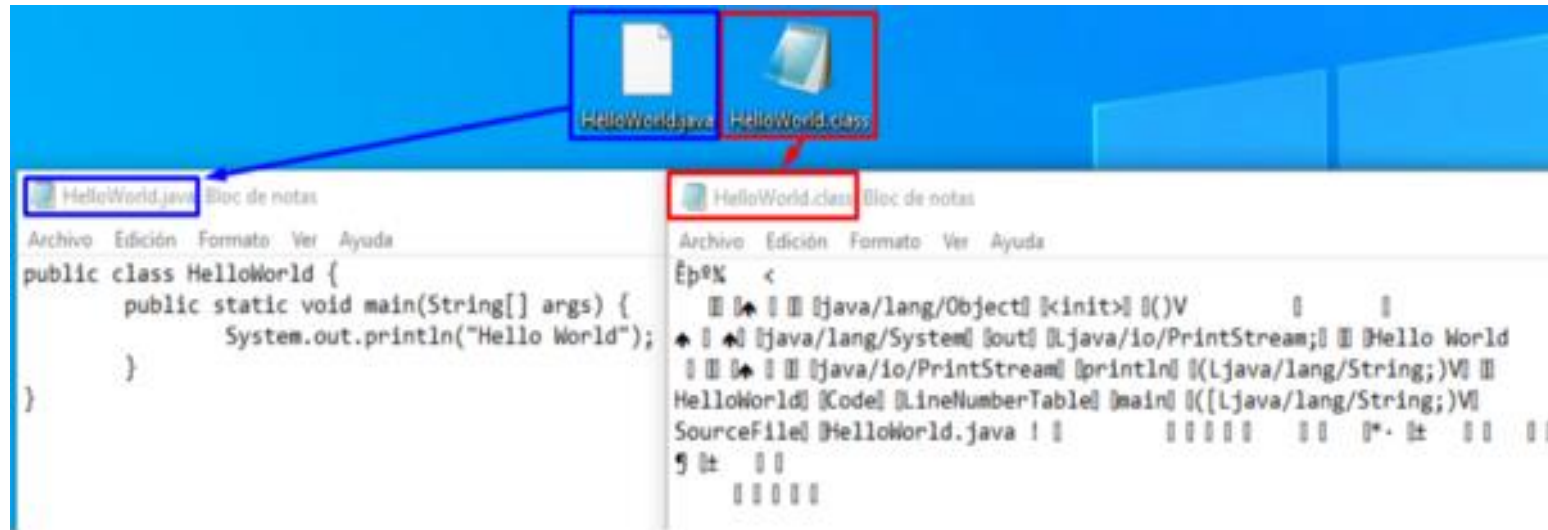 HelloWorld.java HelloWorld.class
HelloWorld.java Bloc de notas
Archivo Edición Formato Ver Ayuda
public class HelloWorld {
public static void main(String[] args) {
System.out.println("Hello World");
}
}
HelloWorld.class Bloc de notas
Archivo Edición Formato Ver Ayuda
Êþº¾ <
java/lang/Object <init> ()V
java/lang/System out Ljava/io/PrintStream; Hello World
java/io/PrintStream println (Ljava/lang/String;)V
HelloWorld Code LineNumberTable main ([Ljava/lang/String;)V
SourceFile HelloWorld.java ! *· ±
¶ ±